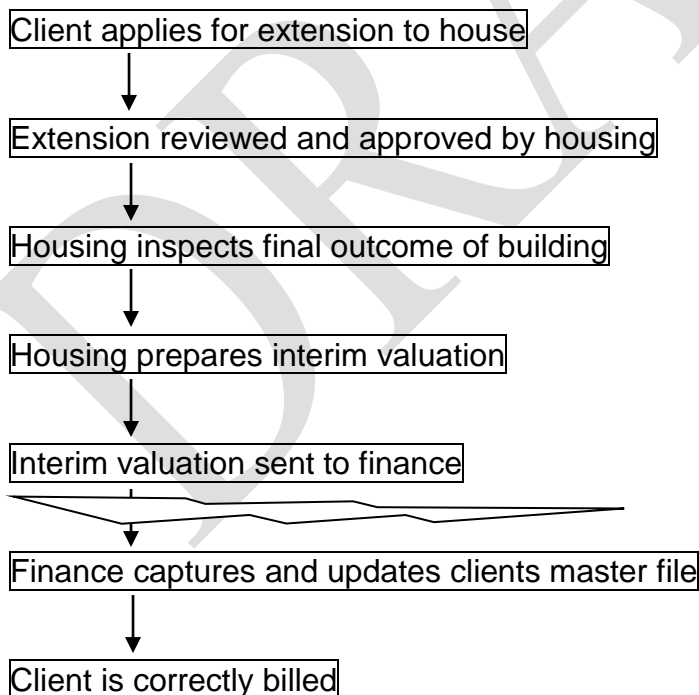 Client applies for extension to house
Extension reviewed and approved by housing
Housing inspects final outcome of building
Housing prepares interim valuation
Interim valuation sent to finance
Finance captures and updates clients master file
Client is correctly billed